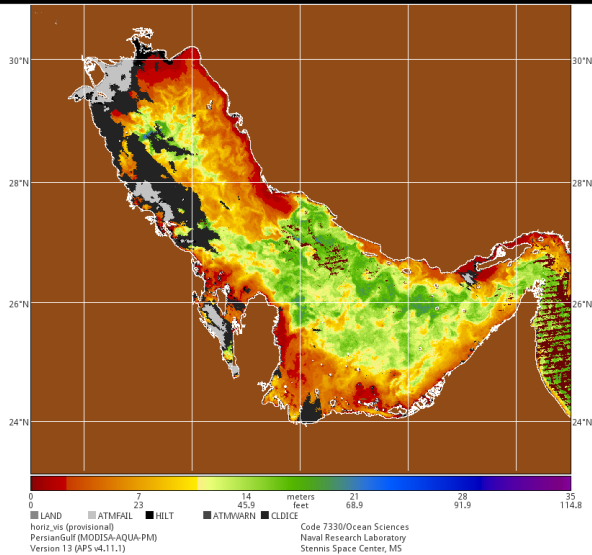 30°N 30°N
28°N 28°N
26°N 26°N
24°N 24°N
0 7 14 meters 21 28 35
0 23 45.9 feet 68.9 91.9 114.8
LAND ATMFAIL HILT ATMWARN CLDICE
horiz_vis (provisional) Code 7330/Ocean Sciences
PersianGulf (MODISA-AQUA-PM) Naval Research Laboratory
Version 13 (APS v4.11.1) Stennis Space Center, MS